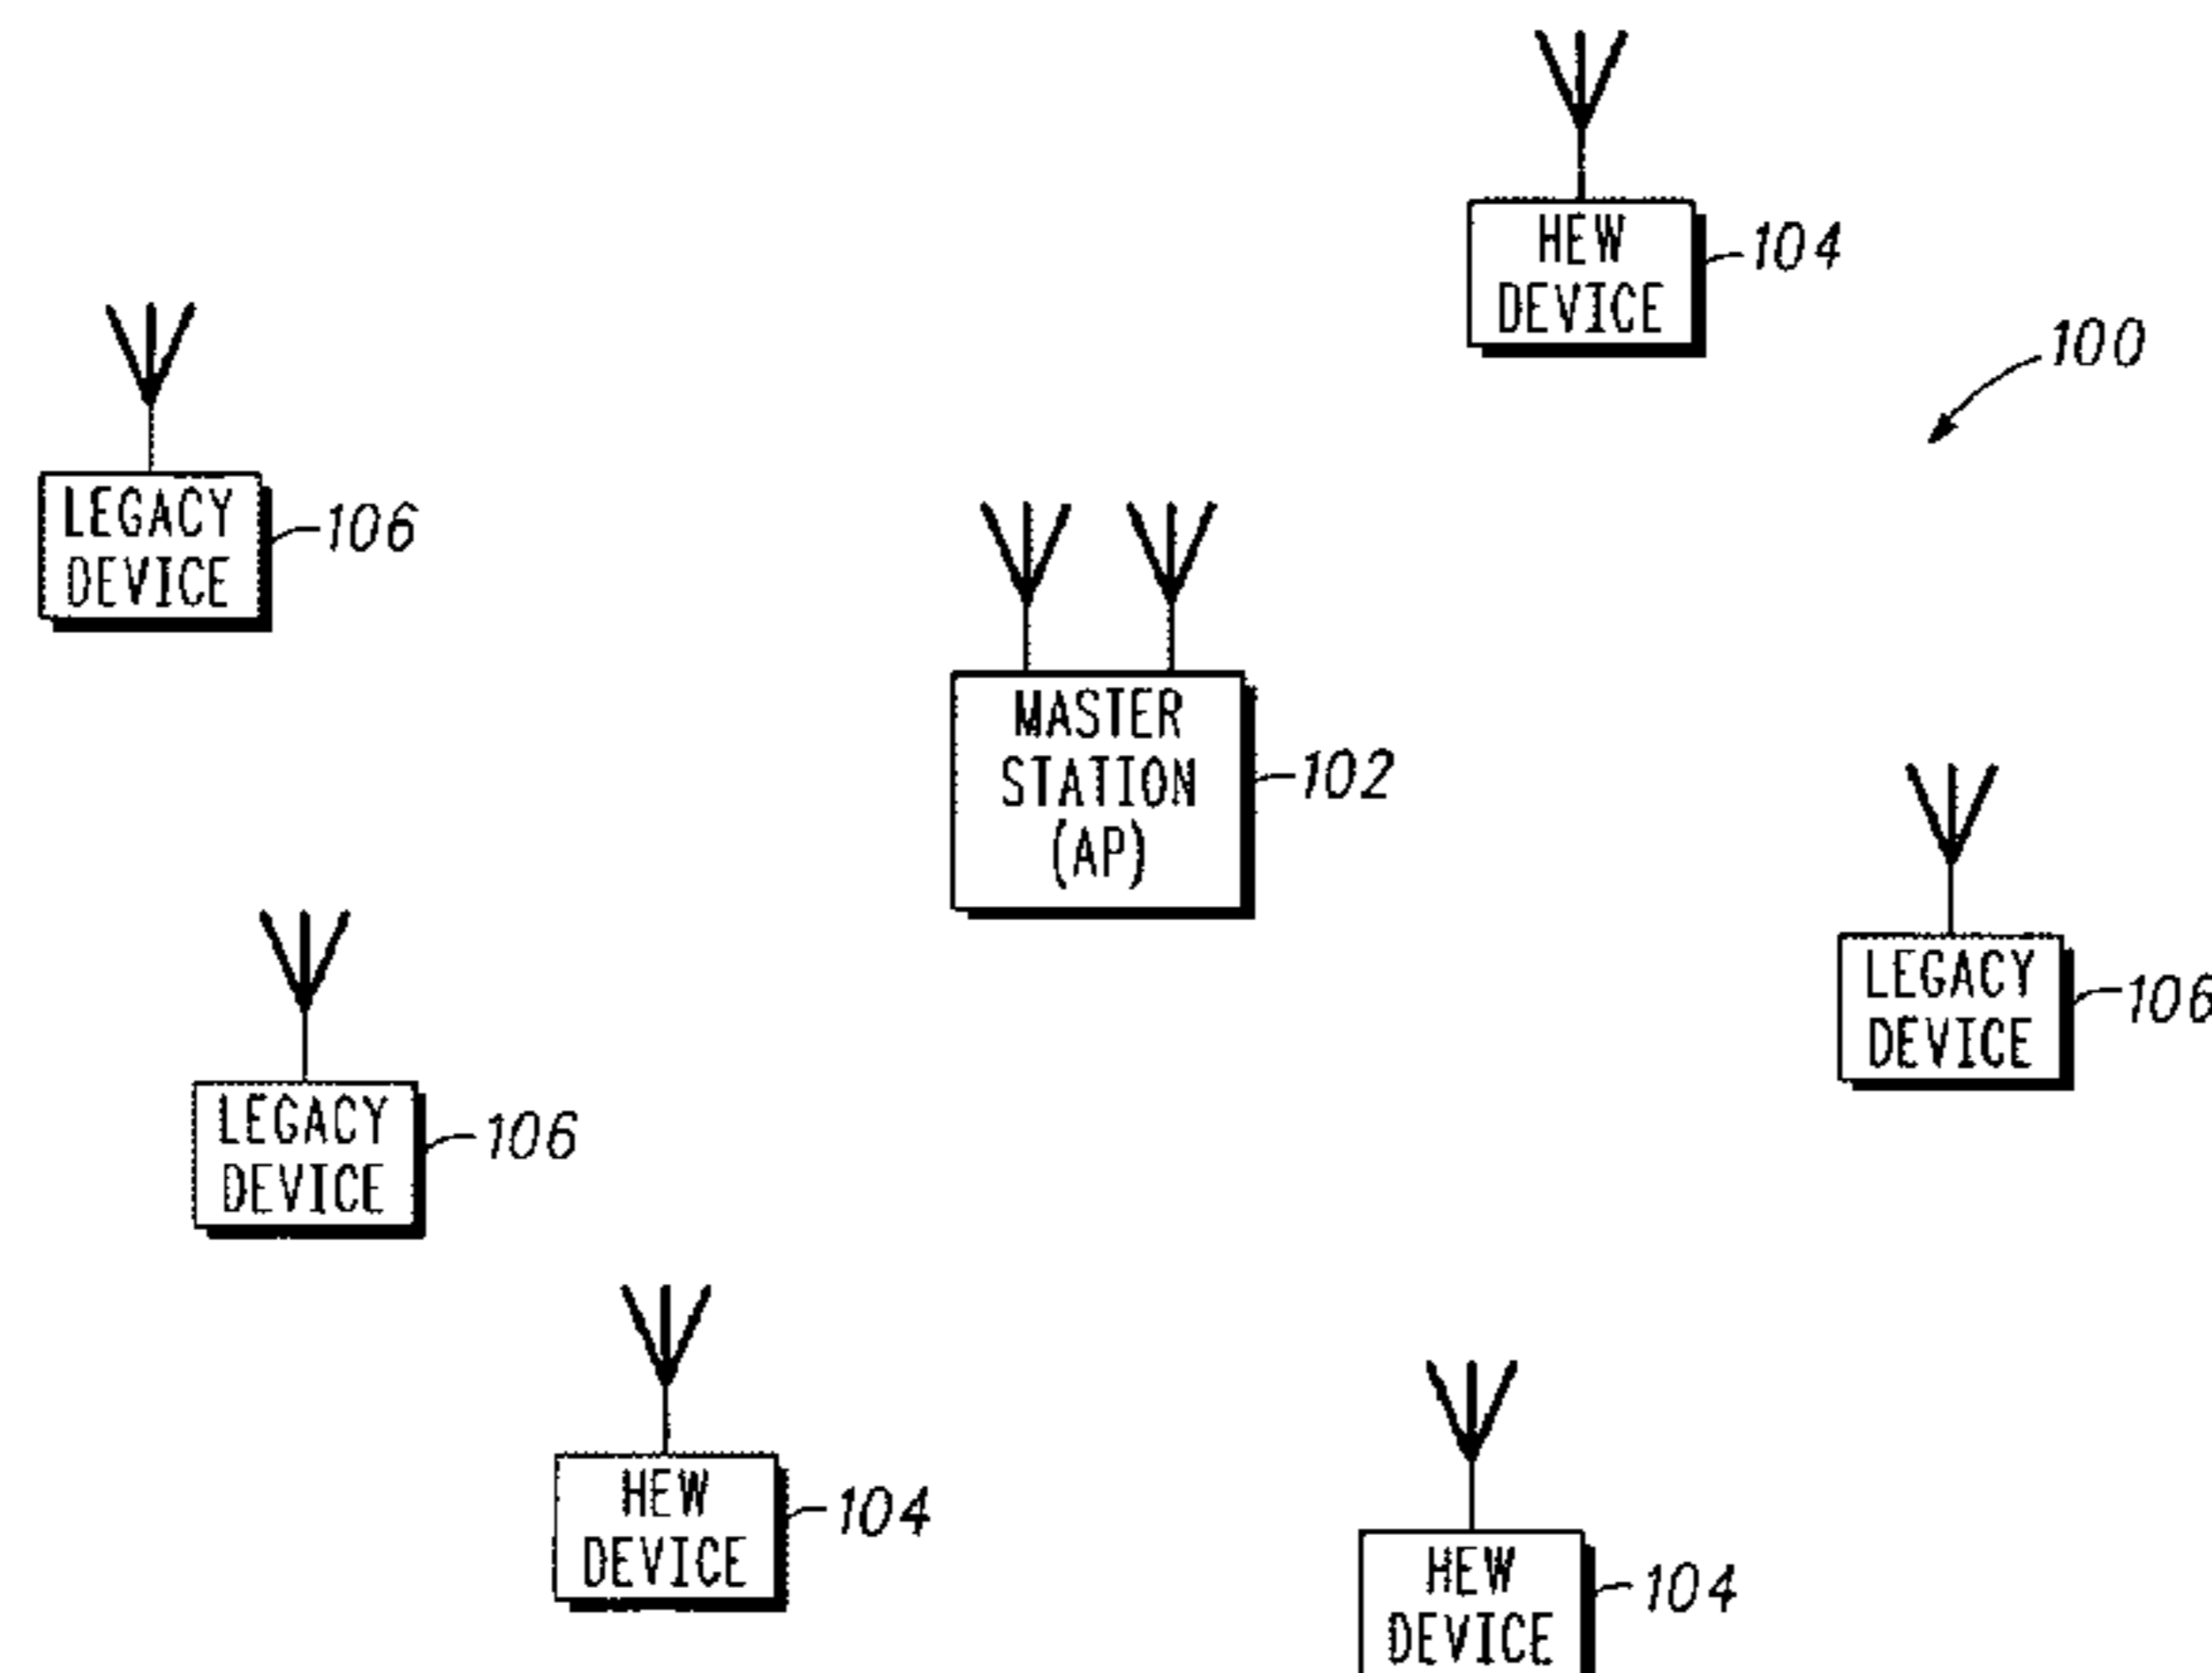 HEW
DEVICE
104
100
LEGACY
DEVICE
106
MASTER
STATION
(AP)
102
LEGACY
DEVICE
106
LEGACY
DEVICE
106
HEW
DEVICE
104
HEW
DEVICE
104